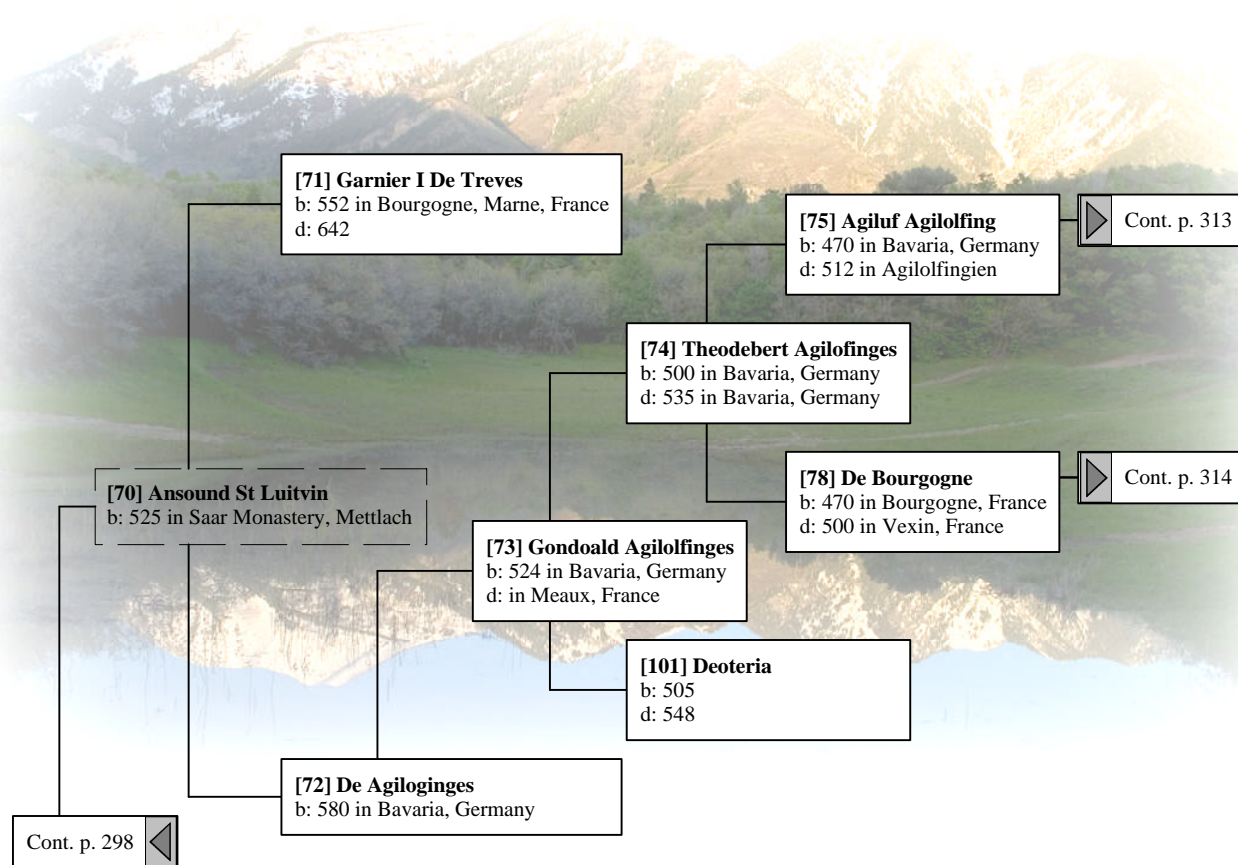 [71] Garnier I De Treves
b: 552 in Bourgogne, Marne, France
d: 642
[75] Agiluf Agilolfing
b: 470 in Bavaria, Germany
d: 512 in Agilolfingien
Cont. p. 313
[74] Theodebert Agilofinges
b: 500 in Bavaria, Germany
d: 535 in Bavaria, Germany
[78] De Bourgogne
b: 470 in Bourgogne, France
d: 500 in Vexin, France
Cont. p. 314
[70] Ansound St Luitvin
b: 525 in Saar Monastery, Mettlach
[73] Gondoald Agilolfinges
b: 524 in Bavaria, Germany
d: in Meaux, France
[101] Deoteria
b: 505
d: 548
[72] De Agiloginges
b: 580 in Bavaria, Germany
Cont. p. 298